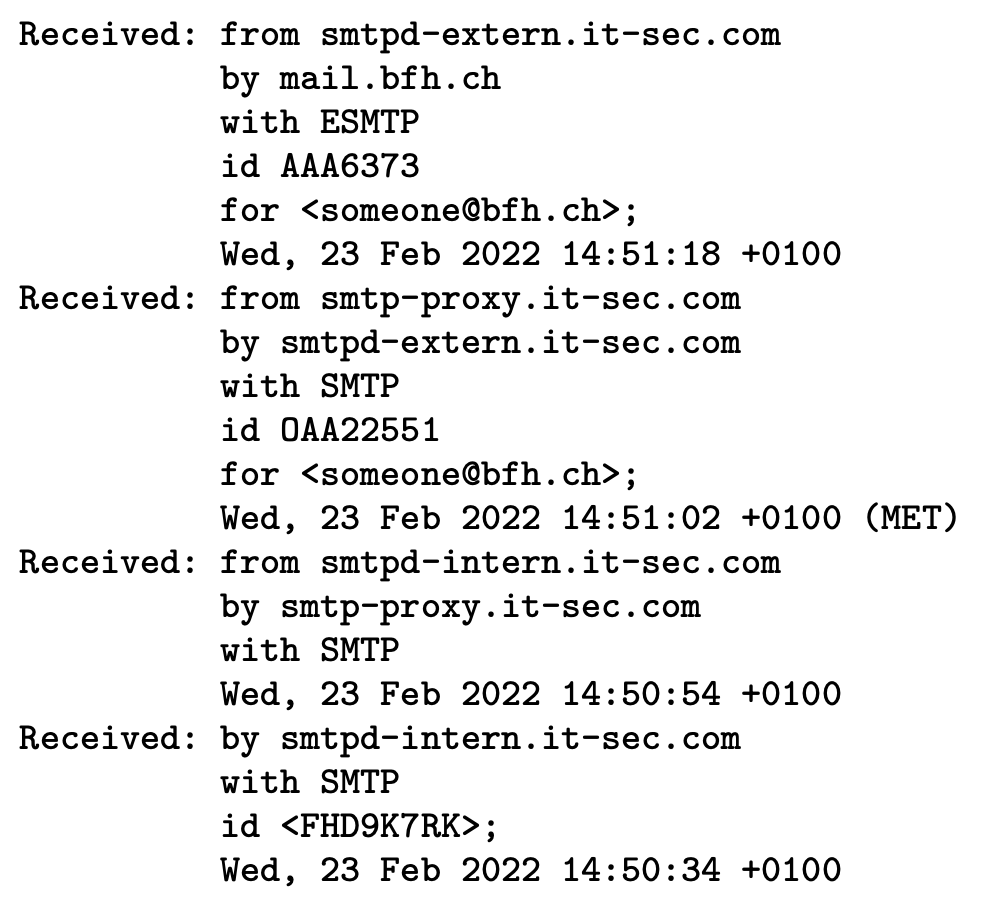 Received: from smtpd-extern.it-sec.com
by mail.bfh.ch
with ESMTP
id AAA6373
for <someone@bfh.ch>;
Wed, 23 Feb 2022 14:51:18 +0100
Received: from smtp-proxy.it-sec.com
by smtpd-extern.it-sec.com
with SMTP
id OAA22551
for <someone@bfh.ch>;
Wed, 23 Feb 2022 14:51:02 +0100 (MET)
Received: from smtpd-intern.it-sec.com
by smtp-proxy.it-sec.com
with SMTP
Wed, 23 Feb 2022 14:50:54 +0100
Received: by smtpd-intern.it-sec.com
with SMTP
id <FHD9K7RK>;
Wed, 23 Feb 2022 14:50:34 +0100